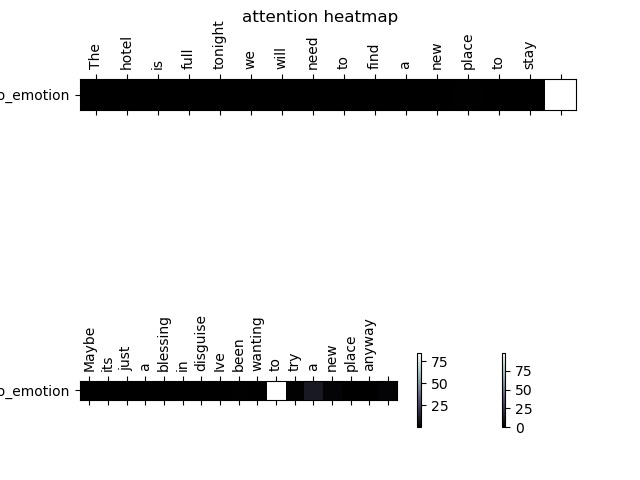 attention heatmap
The hotel is full tonight we will need to find a new place to stay
o_emotion
Maybe its just a blessing in disguise Ive been wanting to try a new place anyway
o_emotion
75
50
25
75
50
25
0